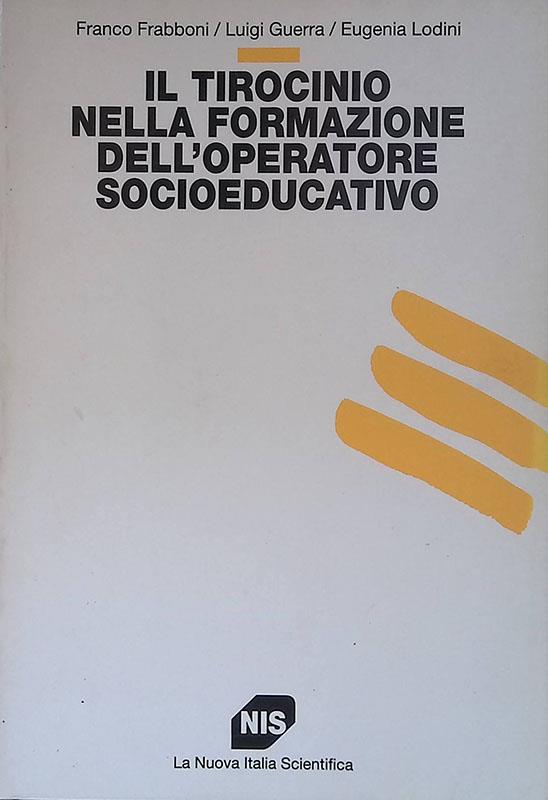 Franco Frabboni / Luigi Guerra / Eugenia Lodini
IL TIROCINIO
NELLA FORMAZIONE
DELL'OPERATORE
SOCIOEDUCATIVO
NIS
La Nuova Italia Scientifica